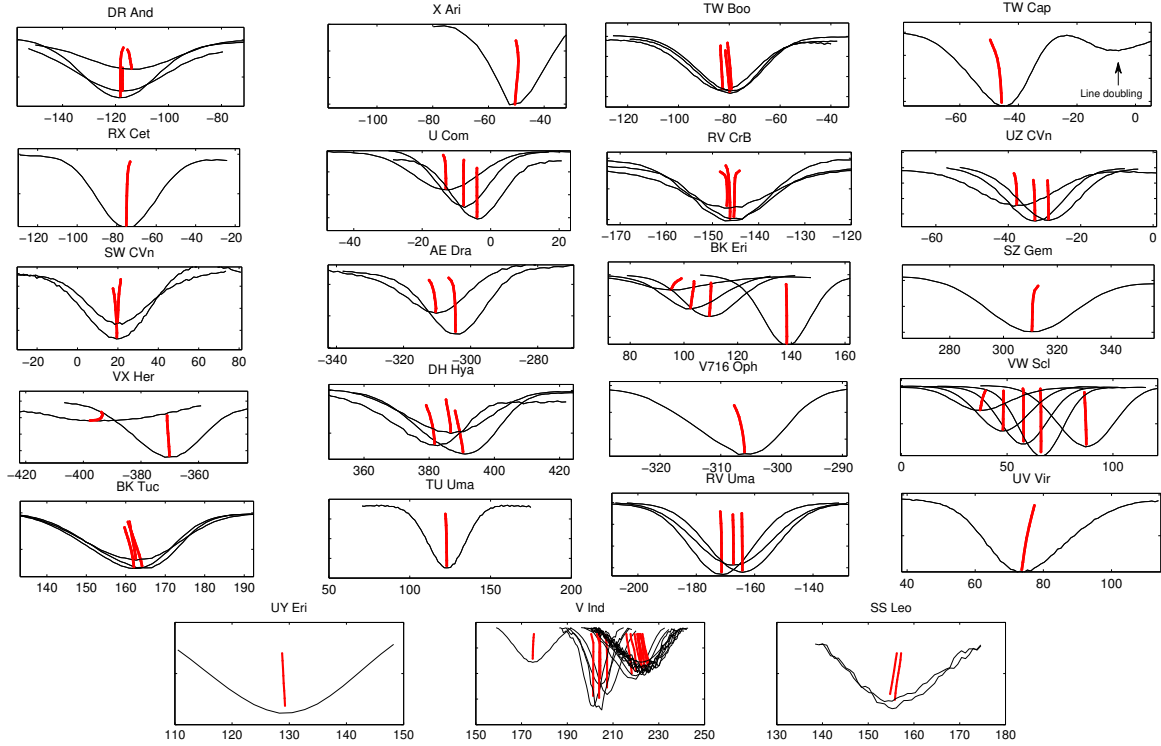 DR And X Ari TW Boo TW Cap
Line doubling
−140 −120 −100 −80 −100 −80 −60 −40 −120 −100 −80 −60 −40 −60 −40 −20 0
RX Cet U Com RV CrB UZ CVn
−120 −100 −80 −60 −40 −20 −40 −20 0 20 −170 −160 −150 −140 −130 −120 −60 −40 −20 0
SW CVn AE Dra BK Eri SZ Gem
−20 0 20 40 60 80 −340 −320 −300 −280 80 100 120 140 160 280 300 320 340
VX Her DH Hya V716 Oph VW Scl
−420 −400 −380 −360 360 380 400 420 −320 −310 −300 −290 0 50 100
BK Tuc TU Uma RV Uma UV Vir
140 150 160 170 180 190 50 100 150 200 −200 −180 −160 −140 40 60 80 100
UY Eri V Ind SS Leo
110 120 130 140 150 150 170 190 210 230 250 130 140 150 160 170 180